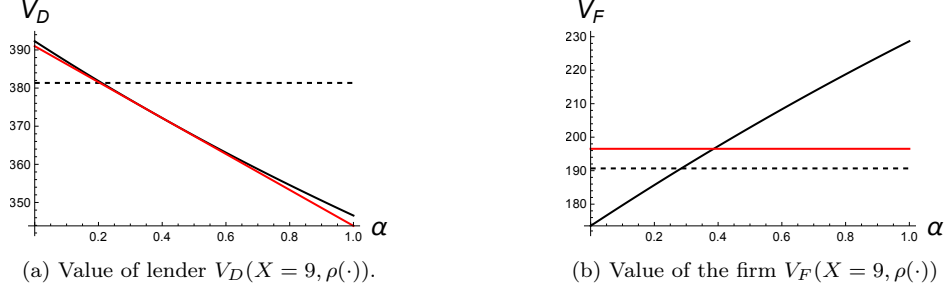 V_D
390
380
370
360
350
0.2 0.4 0.6 0.8 1.0 α
(a) Value of lender V_D(X = 9, ρ(·)).
V_F
230
220
210
200
190
180
0.2 0.4 0.6 0.8 1.0 α
(b) Value of the firm V_F(X = 9, ρ(·))